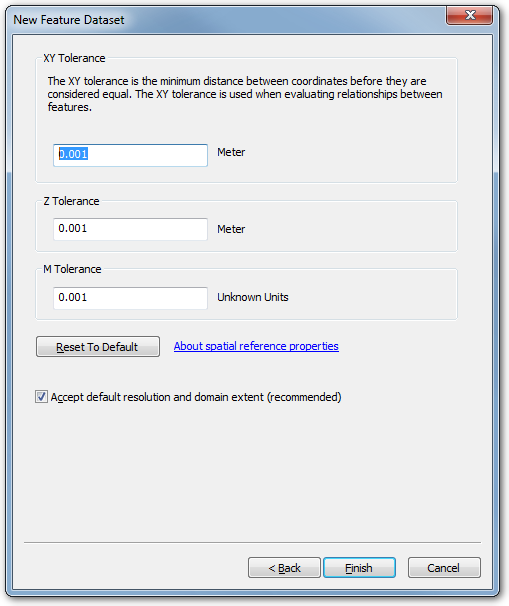 New Feature Dataset
XY Tolerance
The XY tolerance is the minimum distance between coordinates before they are
considered equal. The XY tolerance is used when evaluating relationships between
features.
0.001 Meter
Z Tolerance
0.001 Meter
M Tolerance
0.001 Unknown Units
Reset To Default About spatial reference properties
Accept default resolution and domain extent (recommended)
< Back Finish Cancel